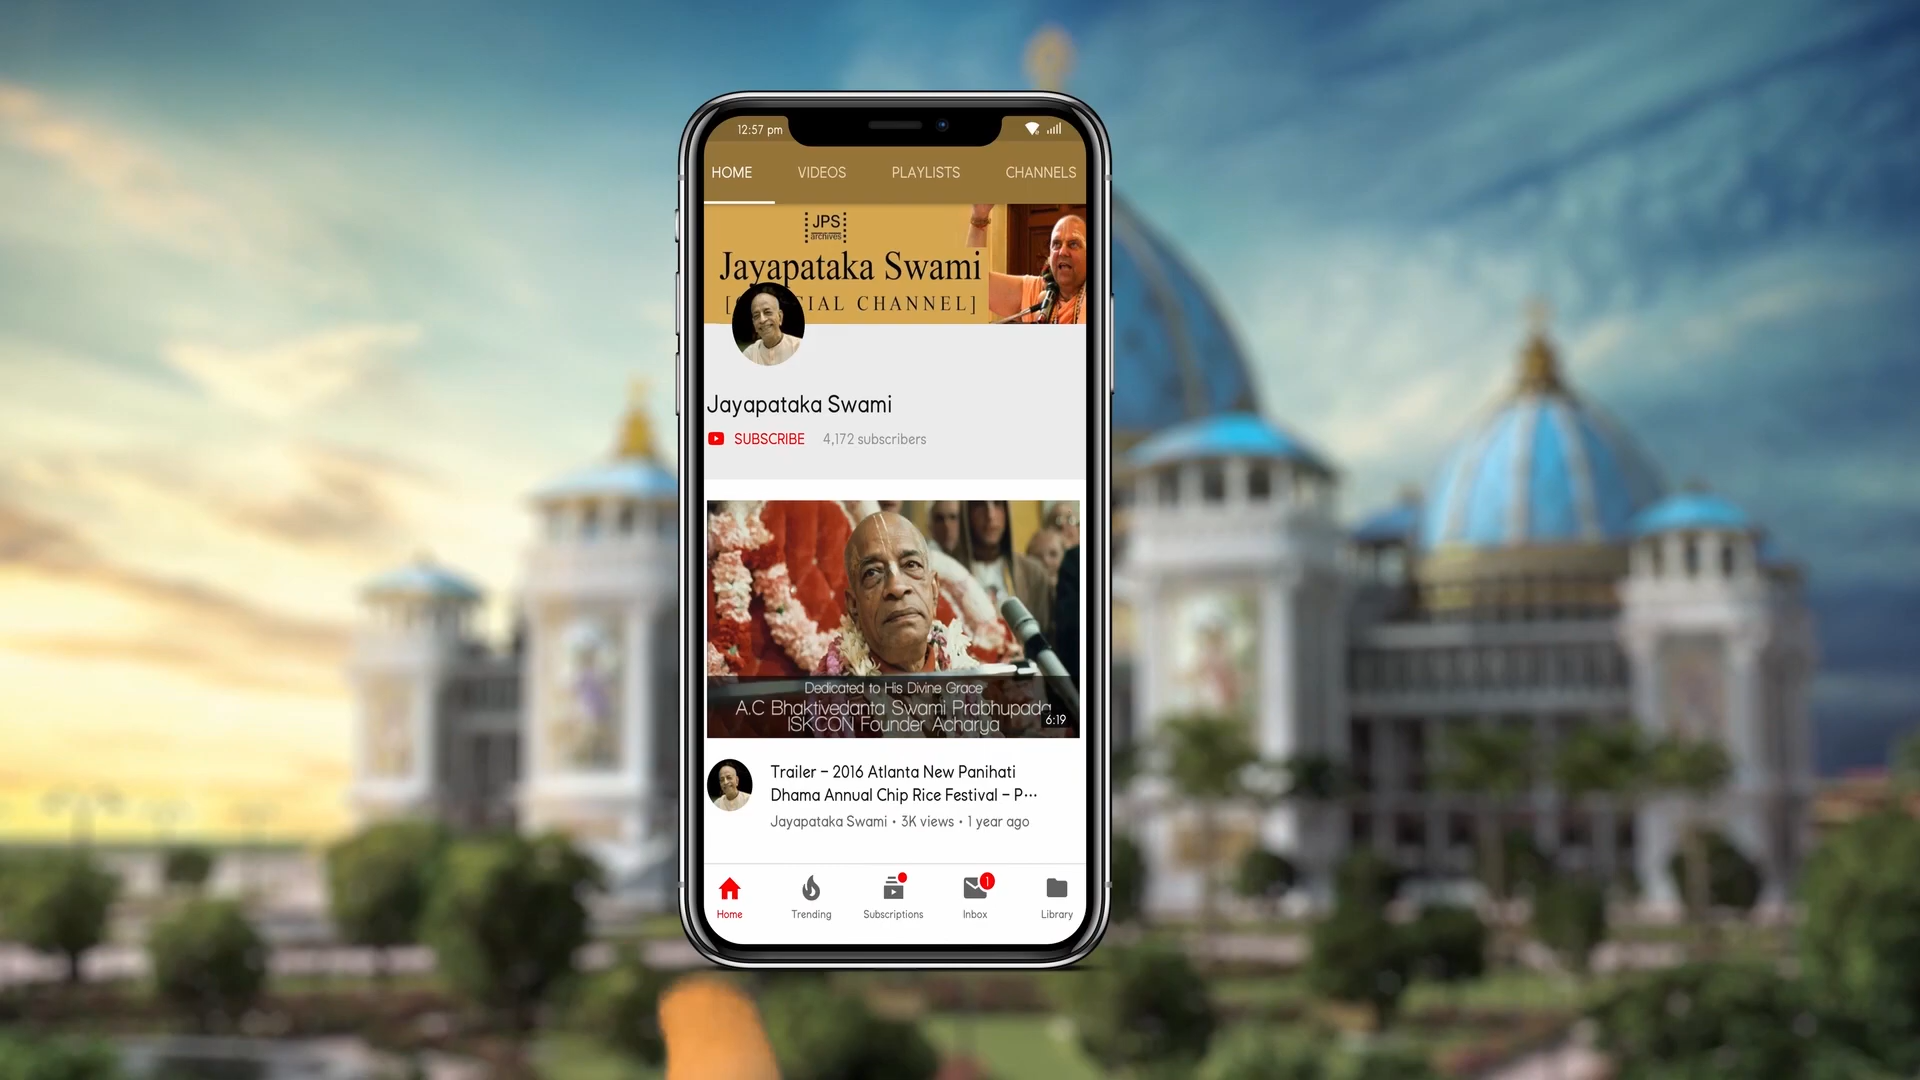 12:57 pm
HOME VIDEOS PLAYLISTS CHANNELS
JPS
archives
Jayapataka Swami
CIAL CHANNEL]
Jayapataka Swami
SUBSCRIBE 4,172 subscribers
Dedicated to His Divine Grace
A.C Bhaktivedanta Swami Prabhupada
ISKCON Founder Acharya
6:19
Trailer – 2016 Atlanta New Panihati
Dhama Annual Chip Rice Festival – P...
Jayapataka Swami • 3K views • 1 year ago
1
Home Trending Subscriptions Inbox Library